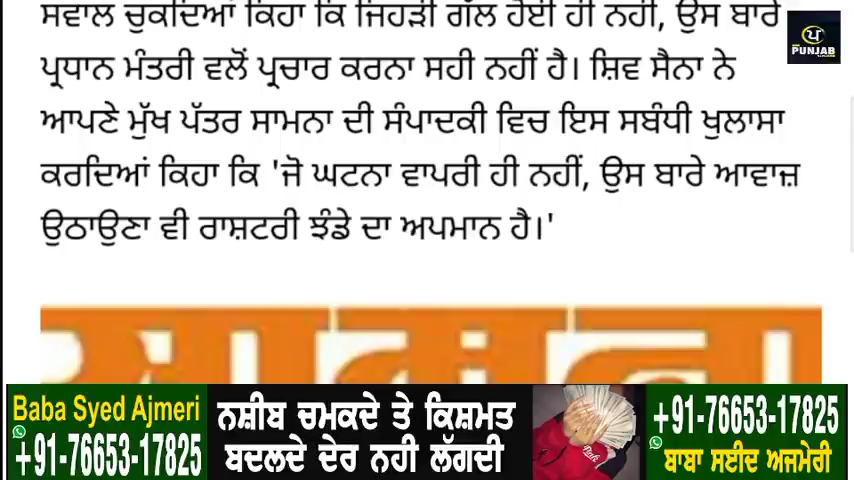 ਸਵਾਲ ਚੁਕਦਿਆਂ ਕਿਹਾ ਕਿ ਜਿਹੜੀ ਗੱਲ ਹੋਈ ਹੀ ਨਹੀਂ, ਉਸ ਬਾਰੇ
ਪ੍ਰਧਾਨ ਮੰਤਰੀ ਵਲੋਂ ਪ੍ਰਚਾਰ ਕਰਨਾ ਸਹੀ ਨਹੀਂ ਹੈ। ਸ਼ਿਵ ਸੈਨਾ ਨੇ
ਆਪਣੇ ਮੁੱਖ ਪੱਤਰ ਸਾਮਨਾ ਦੀ ਸੰਪਾਦਕੀ ਵਿਚ ਇਸ ਸਬੰਧੀ ਖੁਲਾਸਾ
ਕਰਦਿਆਂ ਕਿਹਾ ਕਿ 'ਜੋ ਘਟਨਾ ਵਾਪਰੀ ਹੀ ਨਹੀਂ, ਉਸ ਬਾਰੇ ਆਵਾਜ਼
ਉਠਾਉਣਾ ਵੀ ਰਾਸ਼ਟਰੀ ਝੰਡੇ ਦਾ ਅਪਮਾਨ ਹੈ।'
ਪ
PUNJAB
Baba Syed Ajmeri
+91-76653-17825
ਨਸ਼ੀਬ ਚਮਕਦੇ ਤੇ ਕਿਸ਼ਮਤ
ਬਦਲਦੇ ਦੇਰ ਨਹੀ ਲੱਗਦੀ
+91-76653-17825
ਬਾਬਾ ਸਈਦ ਅਜਮੇਰੀ